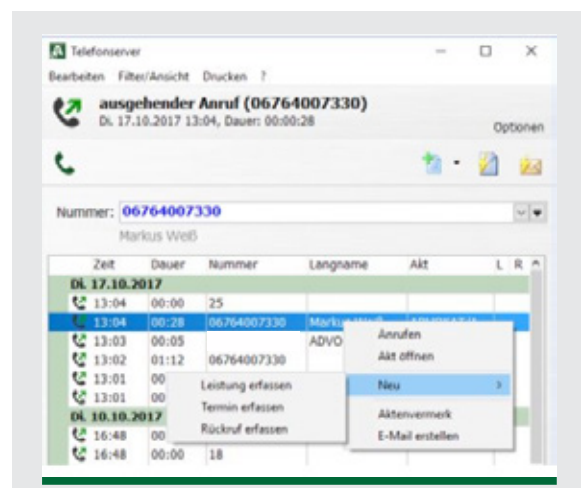 Telefonserver
Bearbeiten Filter/Ansicht Drucken ?
ausgehender Anruf (06764007330)
Di. 17.10.2017 13:04, Dauer: 00:00:28
Optionen
Nummer: 06764007330
Markus Weiß
Zeit Dauer Nummer Langname Akt L R
Di. 17.10.2017
13:04 00:00 25
13:04 00:28 06764007330
13:03 00:05 ADVO
13:02 01:12 06764007330
13:01 00
13:01 00
Di. 10.10.2017
16:48 00
16:48 00:00 18
Anrufen
Akt öffnen
Neu
Aktenvermerk
E-Mail erstellen
Leistung erfassen
Termin erfassen
Rückruf erfassen